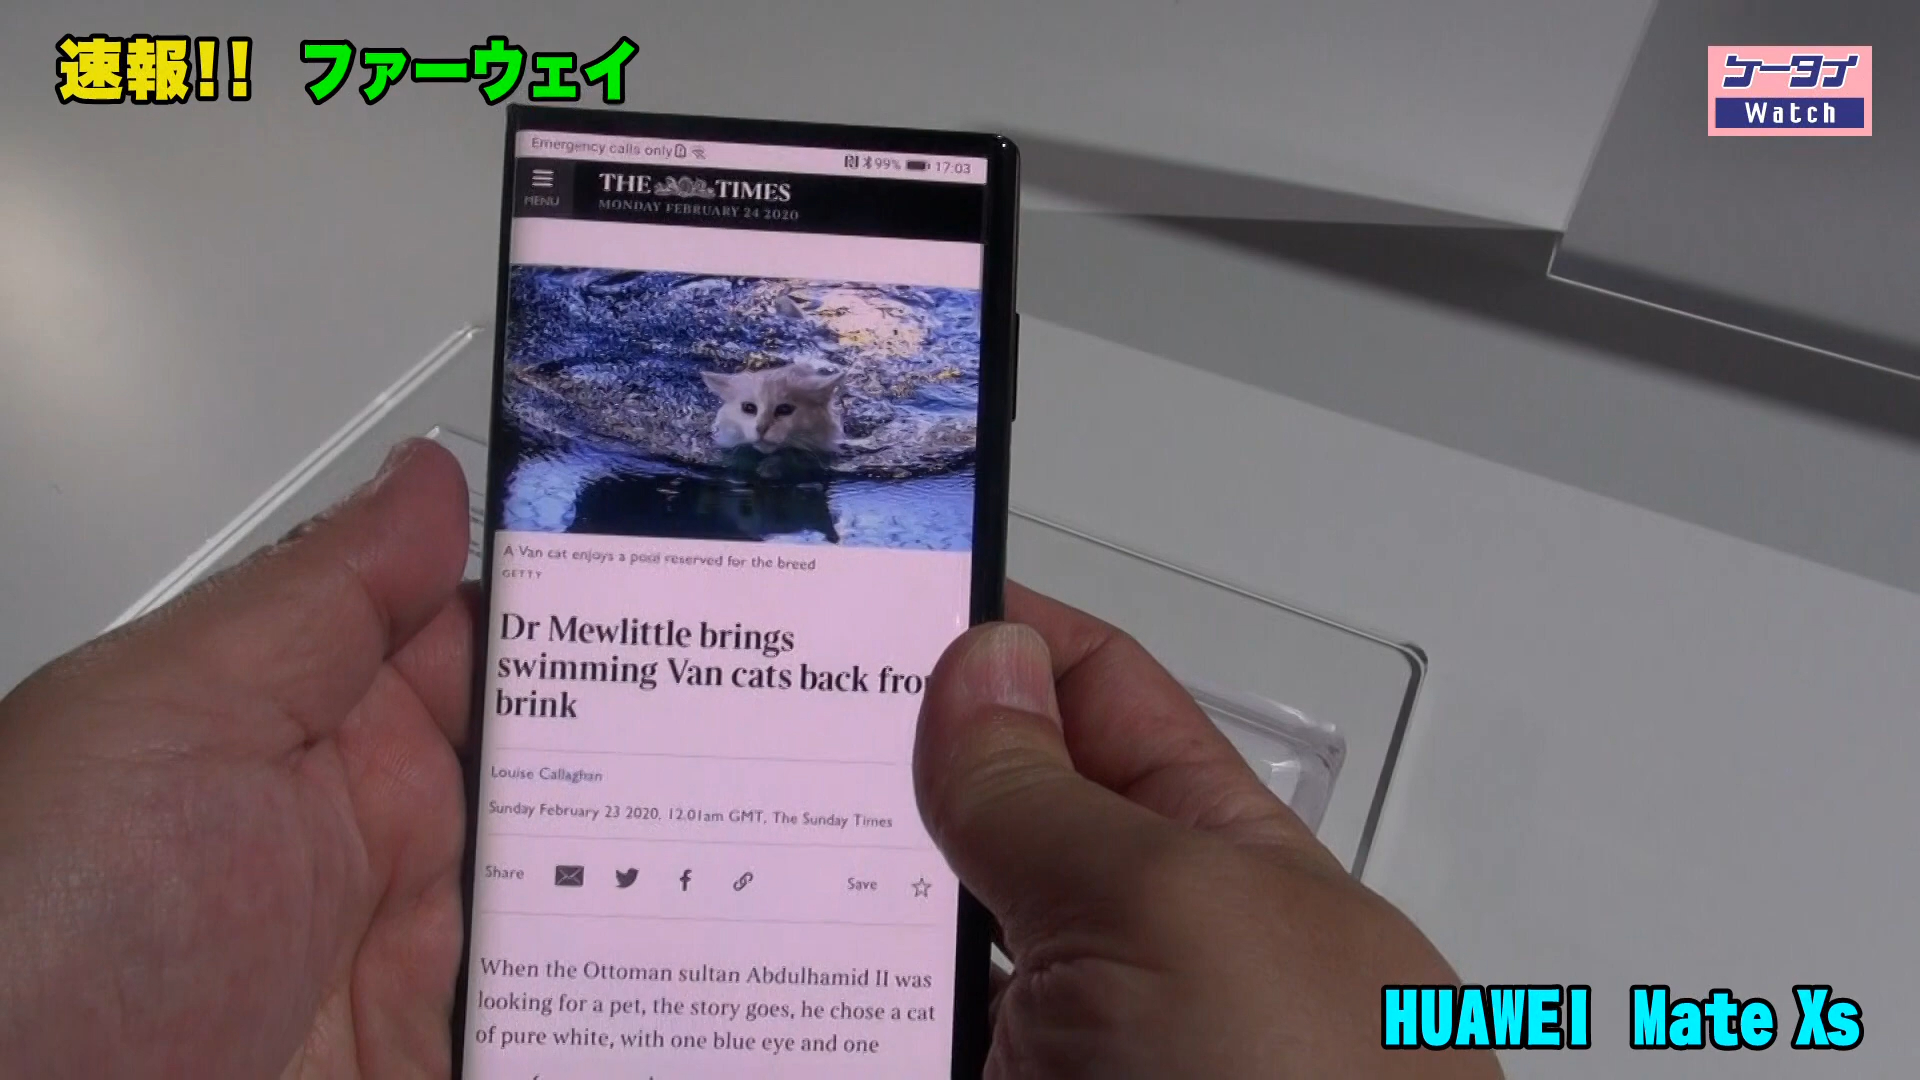 速報!! ファーウェイ
ケータイ
Watch
Emergency calls only
99% 17:03
MENU
THE TIMES
MONDAY FEBRUARY 24 2020
A Van cat enjoys a pool reserved for the breed
GETTY
Dr Mewlittle brings
swimming Van cats back fro
brink
Louise Callaghan
Sunday February 23 2020, 12.01am GMT, The Sunday Times
Share
Save
When the Ottoman sultan Abdulhamid II was
looking for a pet, the story goes, he chose a cat
of pure white, with one blue eye and one
HUAWEI Mate Xs